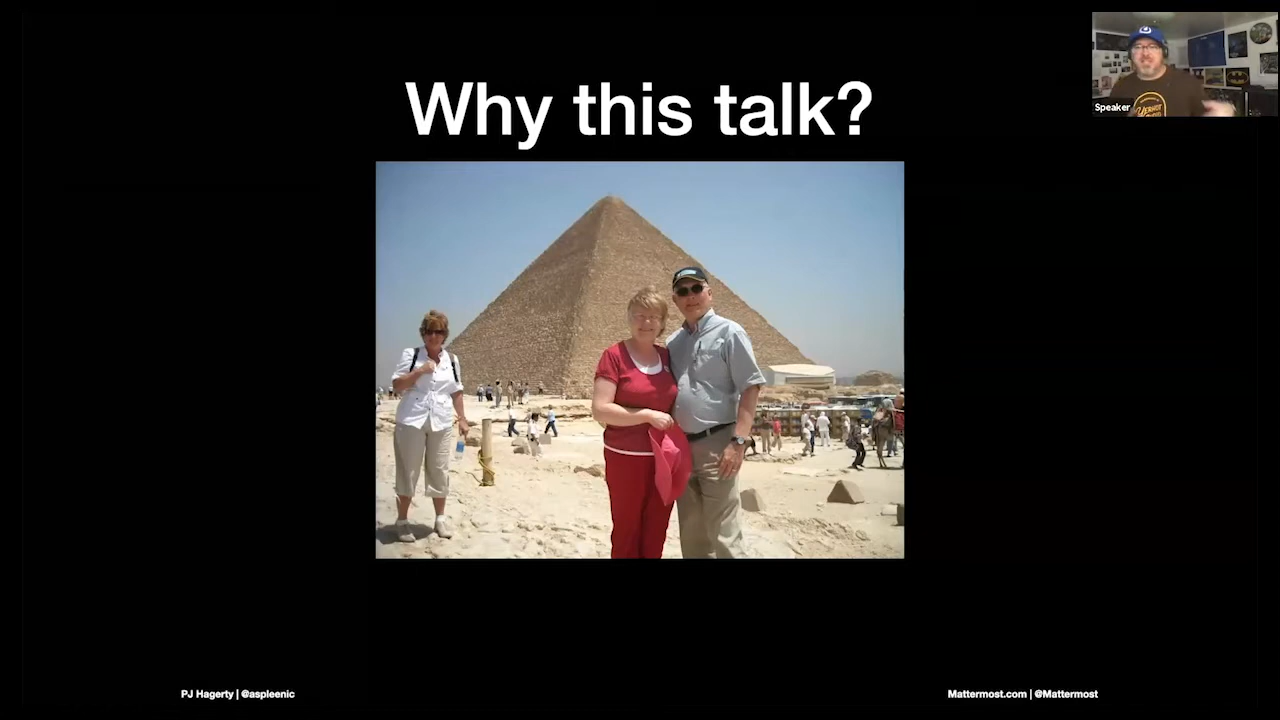 Why this talk?
Speaker
PJ Hagerty | @aspleenic
Mattermost.com | @Mattermost